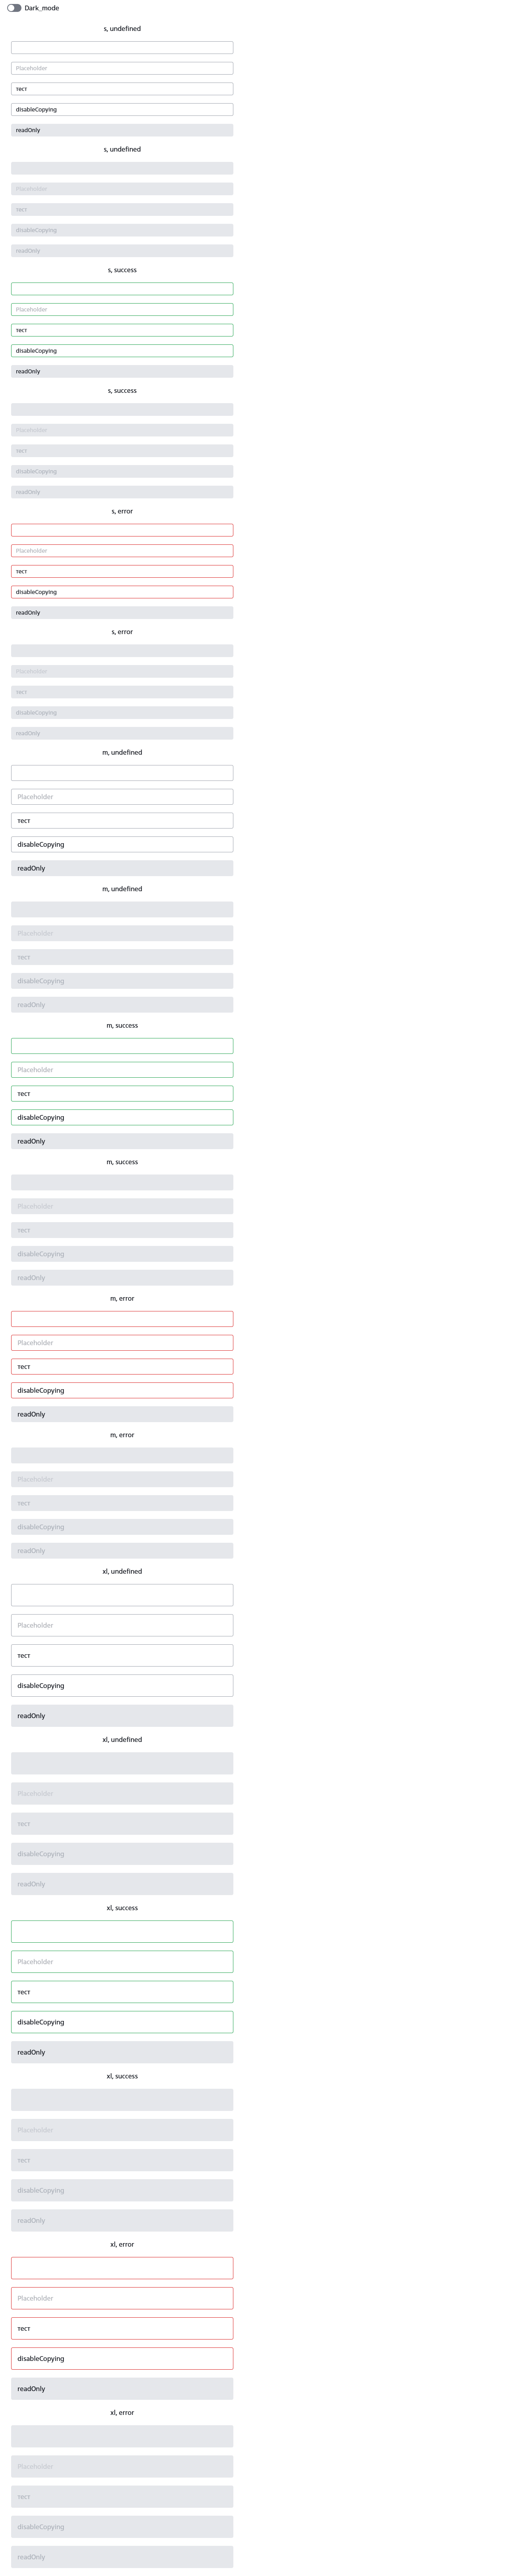 Dark_mode
s, undefined
Placeholder
тест
disableCopying
readOnly
s, undefined
Placeholder
тест
disableCopying
readOnly
s, success
Placeholder
тест
disableCopying
readOnly
s, success
Placeholder
тест
disableCopying
readOnly
s, error
Placeholder
тест
disableCopying
readOnly
s, error
Placeholder
тест
disableCopying
readOnly
m, undefined
Placeholder
тест
disableCopying
readOnly
m, undefined
Placeholder
тест
disableCopying
readOnly
m, success
Placeholder
тест
disableCopying
readOnly
m, success
Placeholder
тест
disableCopying
readOnly
m, error
Placeholder
тест
disableCopying
readOnly
m, error
Placeholder
тест
disableCopying
readOnly
xl, undefined
Placeholder
тест
disableCopying
readOnly
xl, undefined
Placeholder
тест
disableCopying
readOnly
xl, success
Placeholder
тест
disableCopying
readOnly
xl, success
Placeholder
тест
disableCopying
readOnly
xl, error
Placeholder
тест
disableCopying
readOnly
xl, error
Placeholder
тест
disableCopying
readOnly